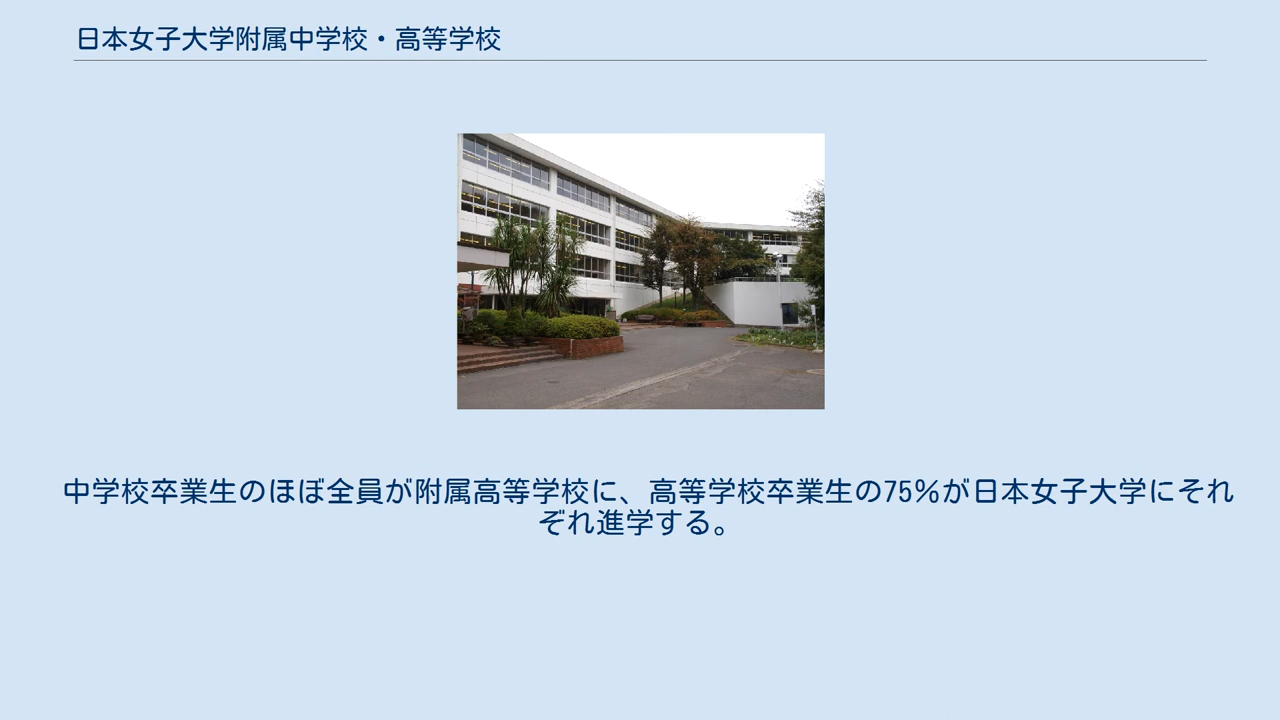 日本女子大学附属中学校・高等学校
中学校卒業生のほぼ全員が附属高等学校に、高等学校卒業生の75%が日本女子大学にそれ
ぞれ進学する。